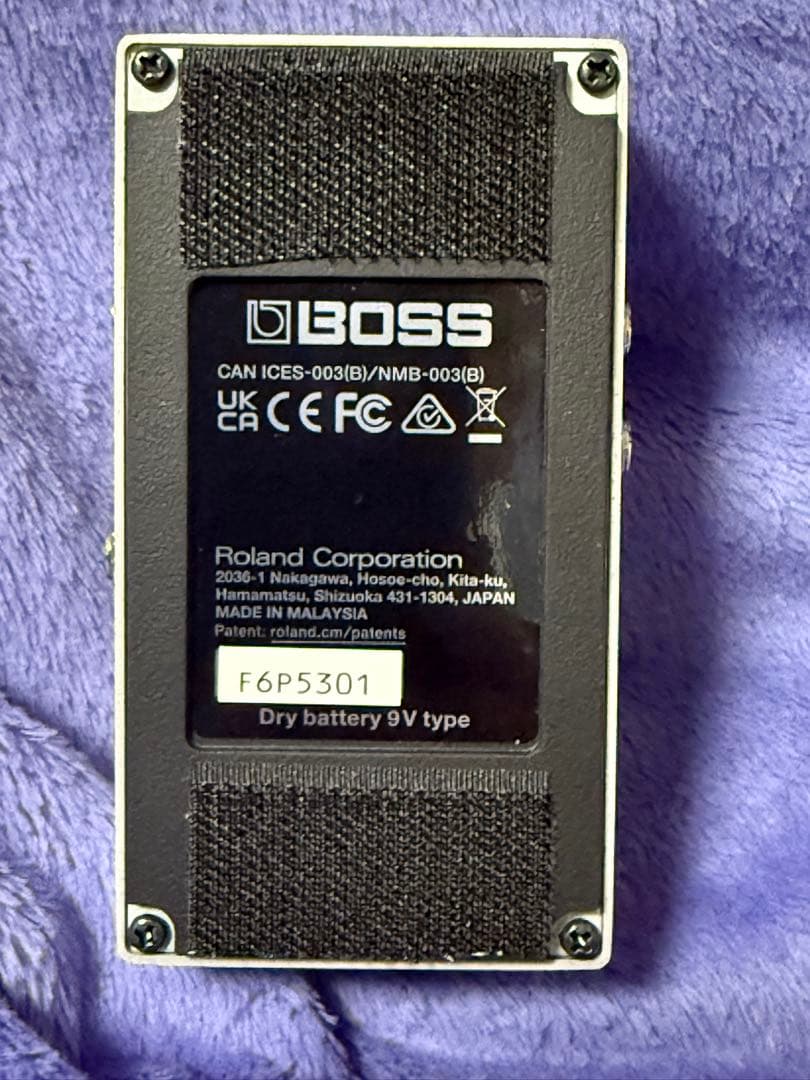 BOSS
CAN ICES-003(B)/NMB-003(B)
UK
CA CE FC
Roland Corporation
2036-1 Nakagawa, Hosoe-cho, Kita-ku,
Hamamatsu, Shizuoka 431-1304, JAPAN
MADE IN MALAYSIA
Patent: roland.cm/patents
F6P5301
Dry battery 9V type